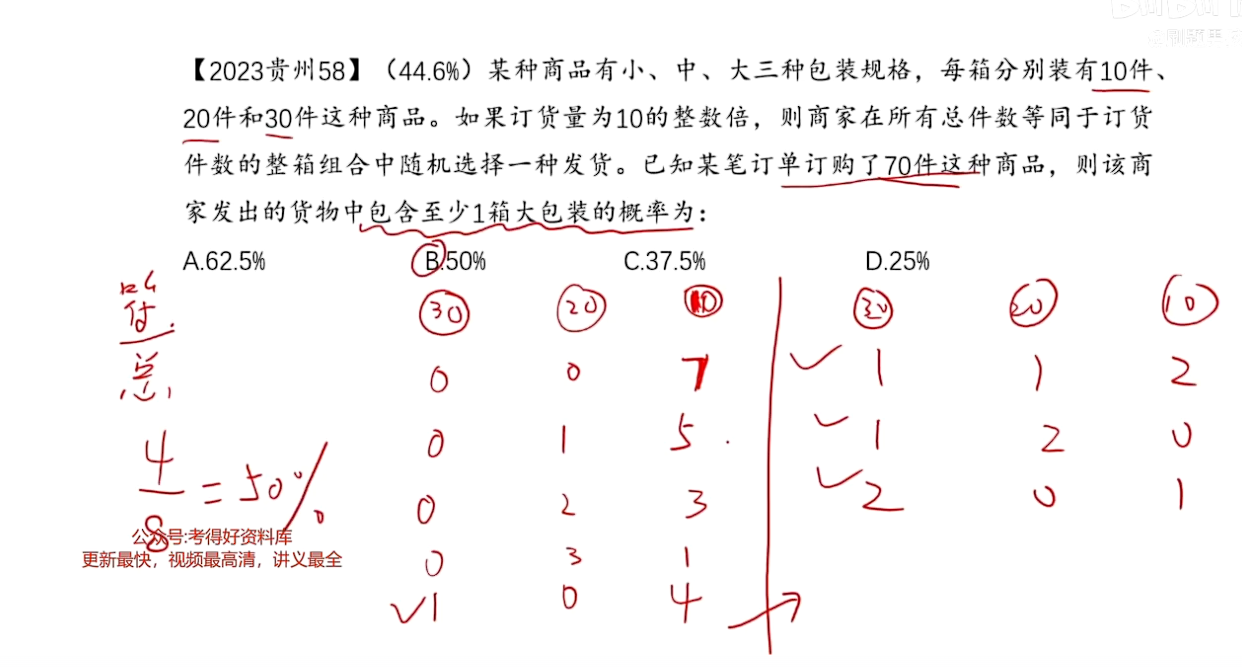 【2023贵州58】（44.6%）某种商品有小、中、大三种包装规格，每箱分别装有10件、
20件和30件这种商品。如果订货量为10的整数倍，则商家在所有总件数等同于订货
件数的整箱组合中随机选择一种发货。已知某笔订单订购了70件这种商品，则该商
家发出的货物中包含至少1箱大包装的概率为：
A.62.5% B.50% C.37.5% D.25%
30 20 10 30 20 10
付
总
0 0 7 1 1 2
0 1 5 1 2 0
0 2 3 2 0 1
0 3 1
1 0 4
4/8 = 50%
公众号:考得好资料库
更新最快，视频最高清，讲义最全